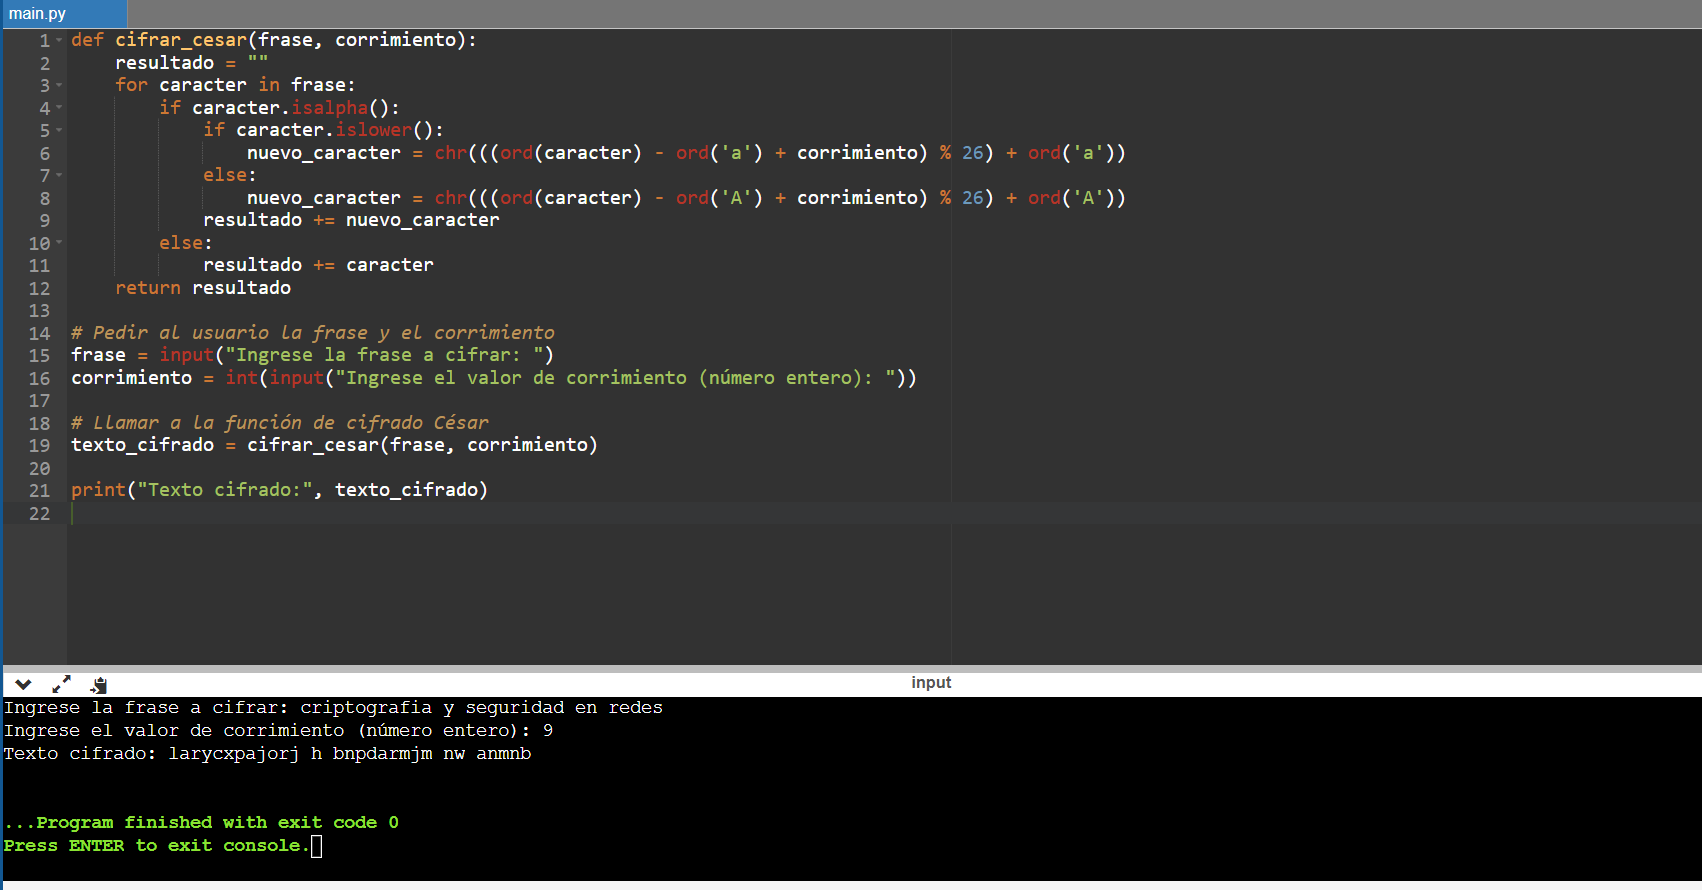 main.py
1 def cifrar_cesar(frase, corrimiento):
2     resultado = ""
3     for caracter in frase:
4         if caracter.isalpha():
5             if caracter.islower():
6                 nuevo_caracter = chr(((ord(caracter) - ord('a') + corrimiento) % 26) + ord('a'))
7             else:
8                 nuevo_caracter = chr(((ord(caracter) - ord('A') + corrimiento) % 26) + ord('A'))
9             resultado += nuevo_caracter
10         else:
11             resultado += caracter
12     return resultado
13
14 # Pedir al usuario la frase y el corrimiento
15 frase = input("Ingrese la frase a cifrar: ")
16 corrimiento = int(input("Ingrese el valor de corrimiento (número entero): "))
17
18 # Llamar a la función de cifrado César
19 texto_cifrado = cifrar_cesar(frase, corrimiento)
20
21 print("Texto cifrado:", texto_cifrado)
22
input
Ingrese la frase a cifrar: criptografia y seguridad en redes
Ingrese el valor de corrimiento (número entero): 9
Texto cifrado: larycxpajorj h bnpdarmjm nw anmnb
...Program finished with exit code 0
Press ENTER to exit console.